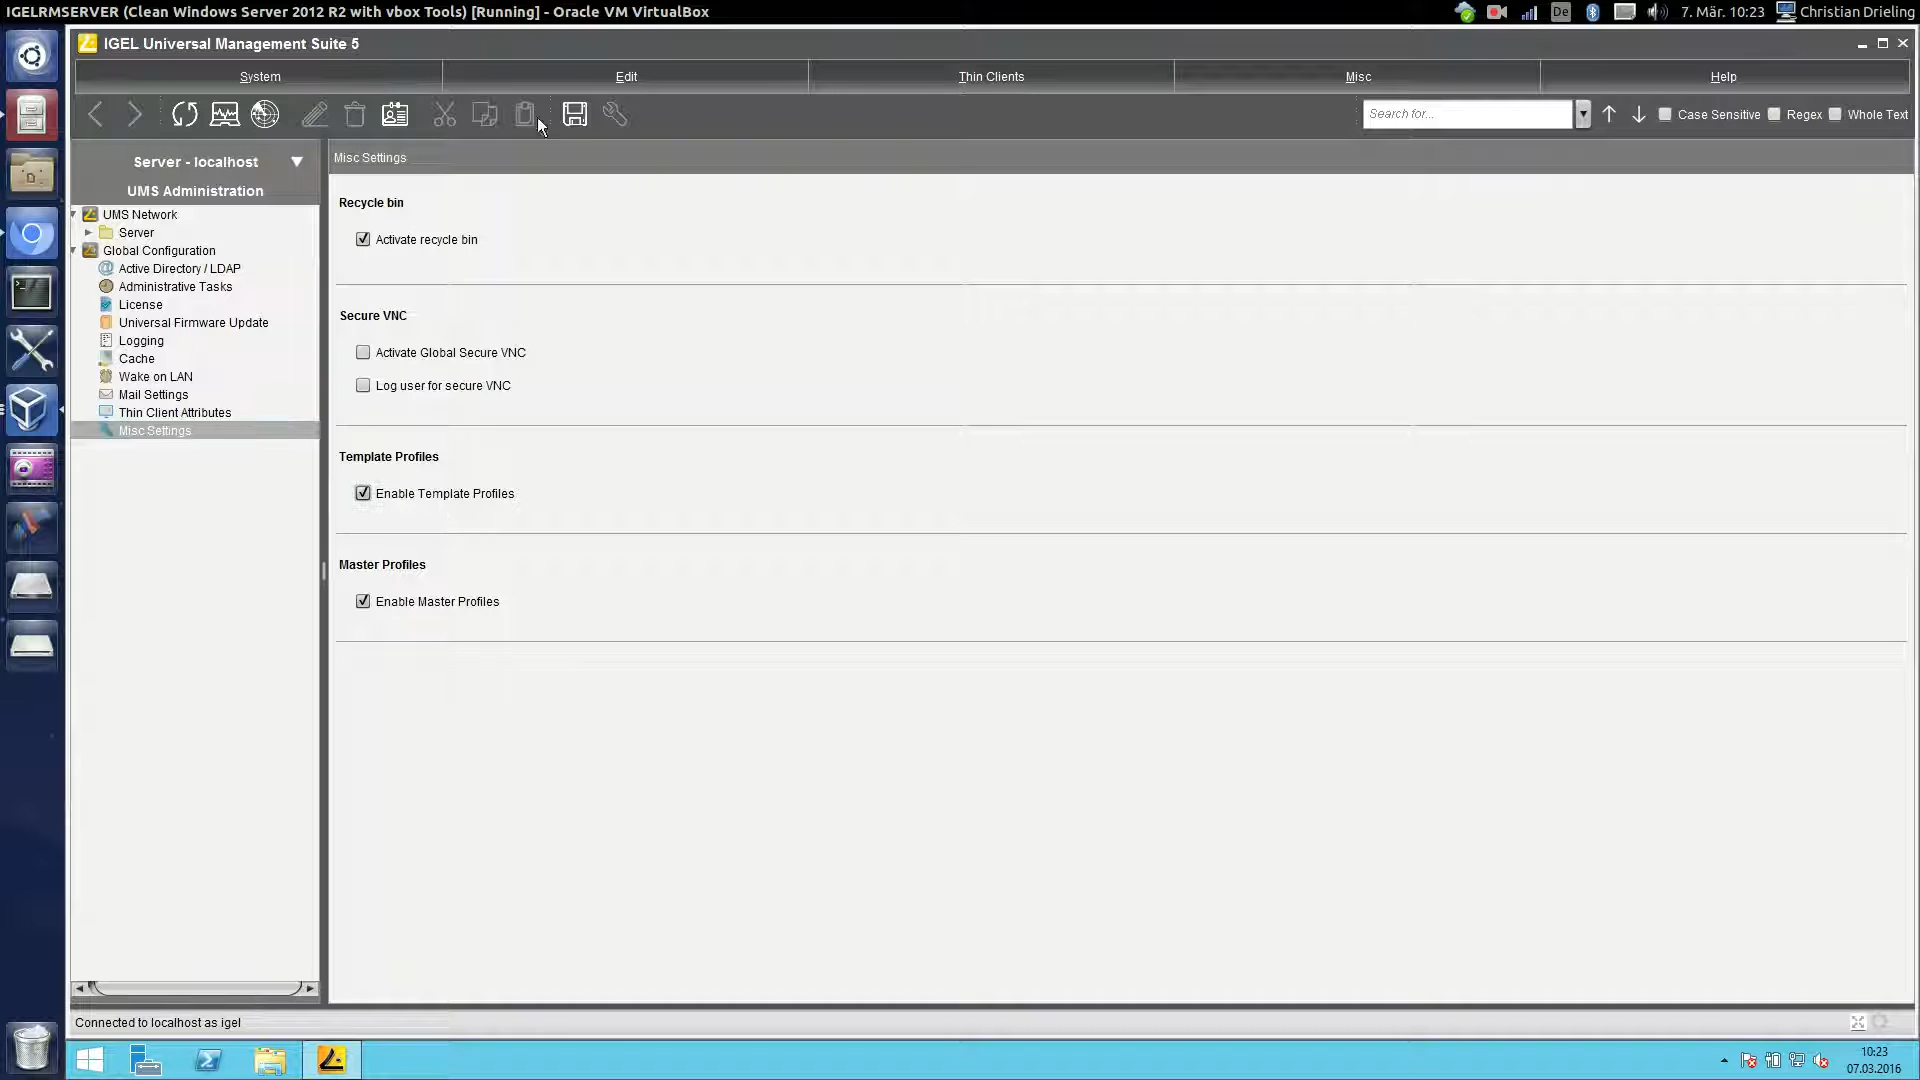 IGELRMSERVER (Clean Windows Server 2012 R2 with vbox Tools) [Running] - Oracle VM VirtualBox
De
7. Mär. 10:23
Christian Drieling
IGEL Universal Management Suite 5
System
Edit
Thin Clients
Misc
Help
Search for...
Case Sensitive
Regex
Whole Text
Server - localhost
UMS Administration
UMS Network
Server
Global Configuration
Active Directory / LDAP
Administrative Tasks
License
Universal Firmware Update
Logging
Cache
Wake on LAN
Mail Settings
Thin Client Attributes
Misc Settings
Misc Settings
Recycle bin
Activate recycle bin
Secure VNC
Activate Global Secure VNC
Log user for secure VNC
Template Profiles
Enable Template Profiles
Master Profiles
Enable Master Profiles
Connected to localhost as igel
10:23
07.03.2016